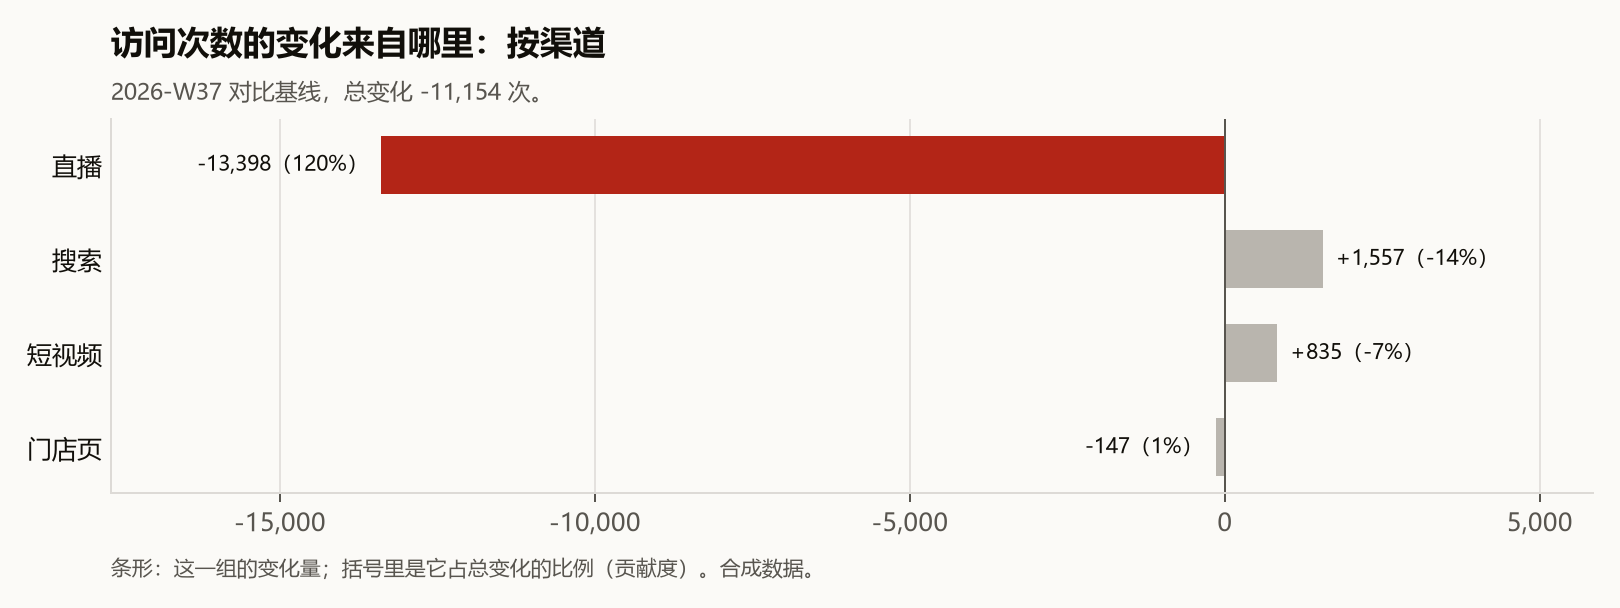 访问次数的变化来自哪里：按渠道
2026-W37 对比基线，总变化 -11,154 次。
直播
-13,398（120%）
搜索
+1,557（-14%）
短视频
+835（-7%）
门店页
-147（1%）
-15,000 -10,000 -5,000 0 5,000
条形：这一组的变化量；括号里是它占总变化的比例（贡献度）。合成数据。